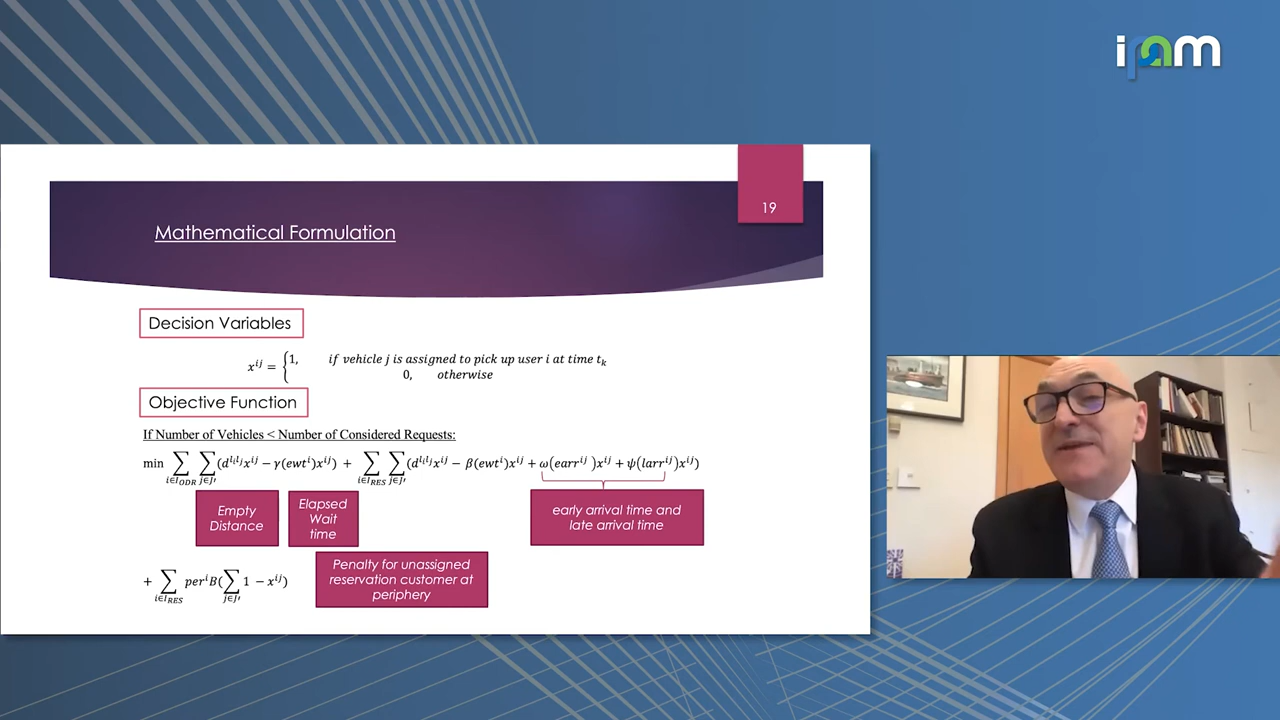 ipam
19
Mathematical Formulation
Decision Variables
x^{ij} = { 1, if vehicle j is assigned to pick up user i at time t_k
0, otherwise
Objective Function
If Number of Vehicles < Number of Considered Requests:
min ∑_{i∈I_{ODR}} ∑_{j∈J′} (d^{l_i l_j} x^{ij} − γ(ewt^i)x^{ij}) + ∑_{i∈I_{RES}} ∑_{j∈J′} (d^{l_i l_j} x^{ij} − β(ewt^i)x^{ij} + ω(earr^{ij})x^{ij} + ψ(larr^{ij})x^{ij})
Empty
Distance
Elapsed
Wait
time
early arrival time and
late arrival time
+ ∑_{i∈I_{RES}} per^i B(∑_{j∈J′} 1 − x^{ij})
Penalty for unassigned
reservation customer at
periphery